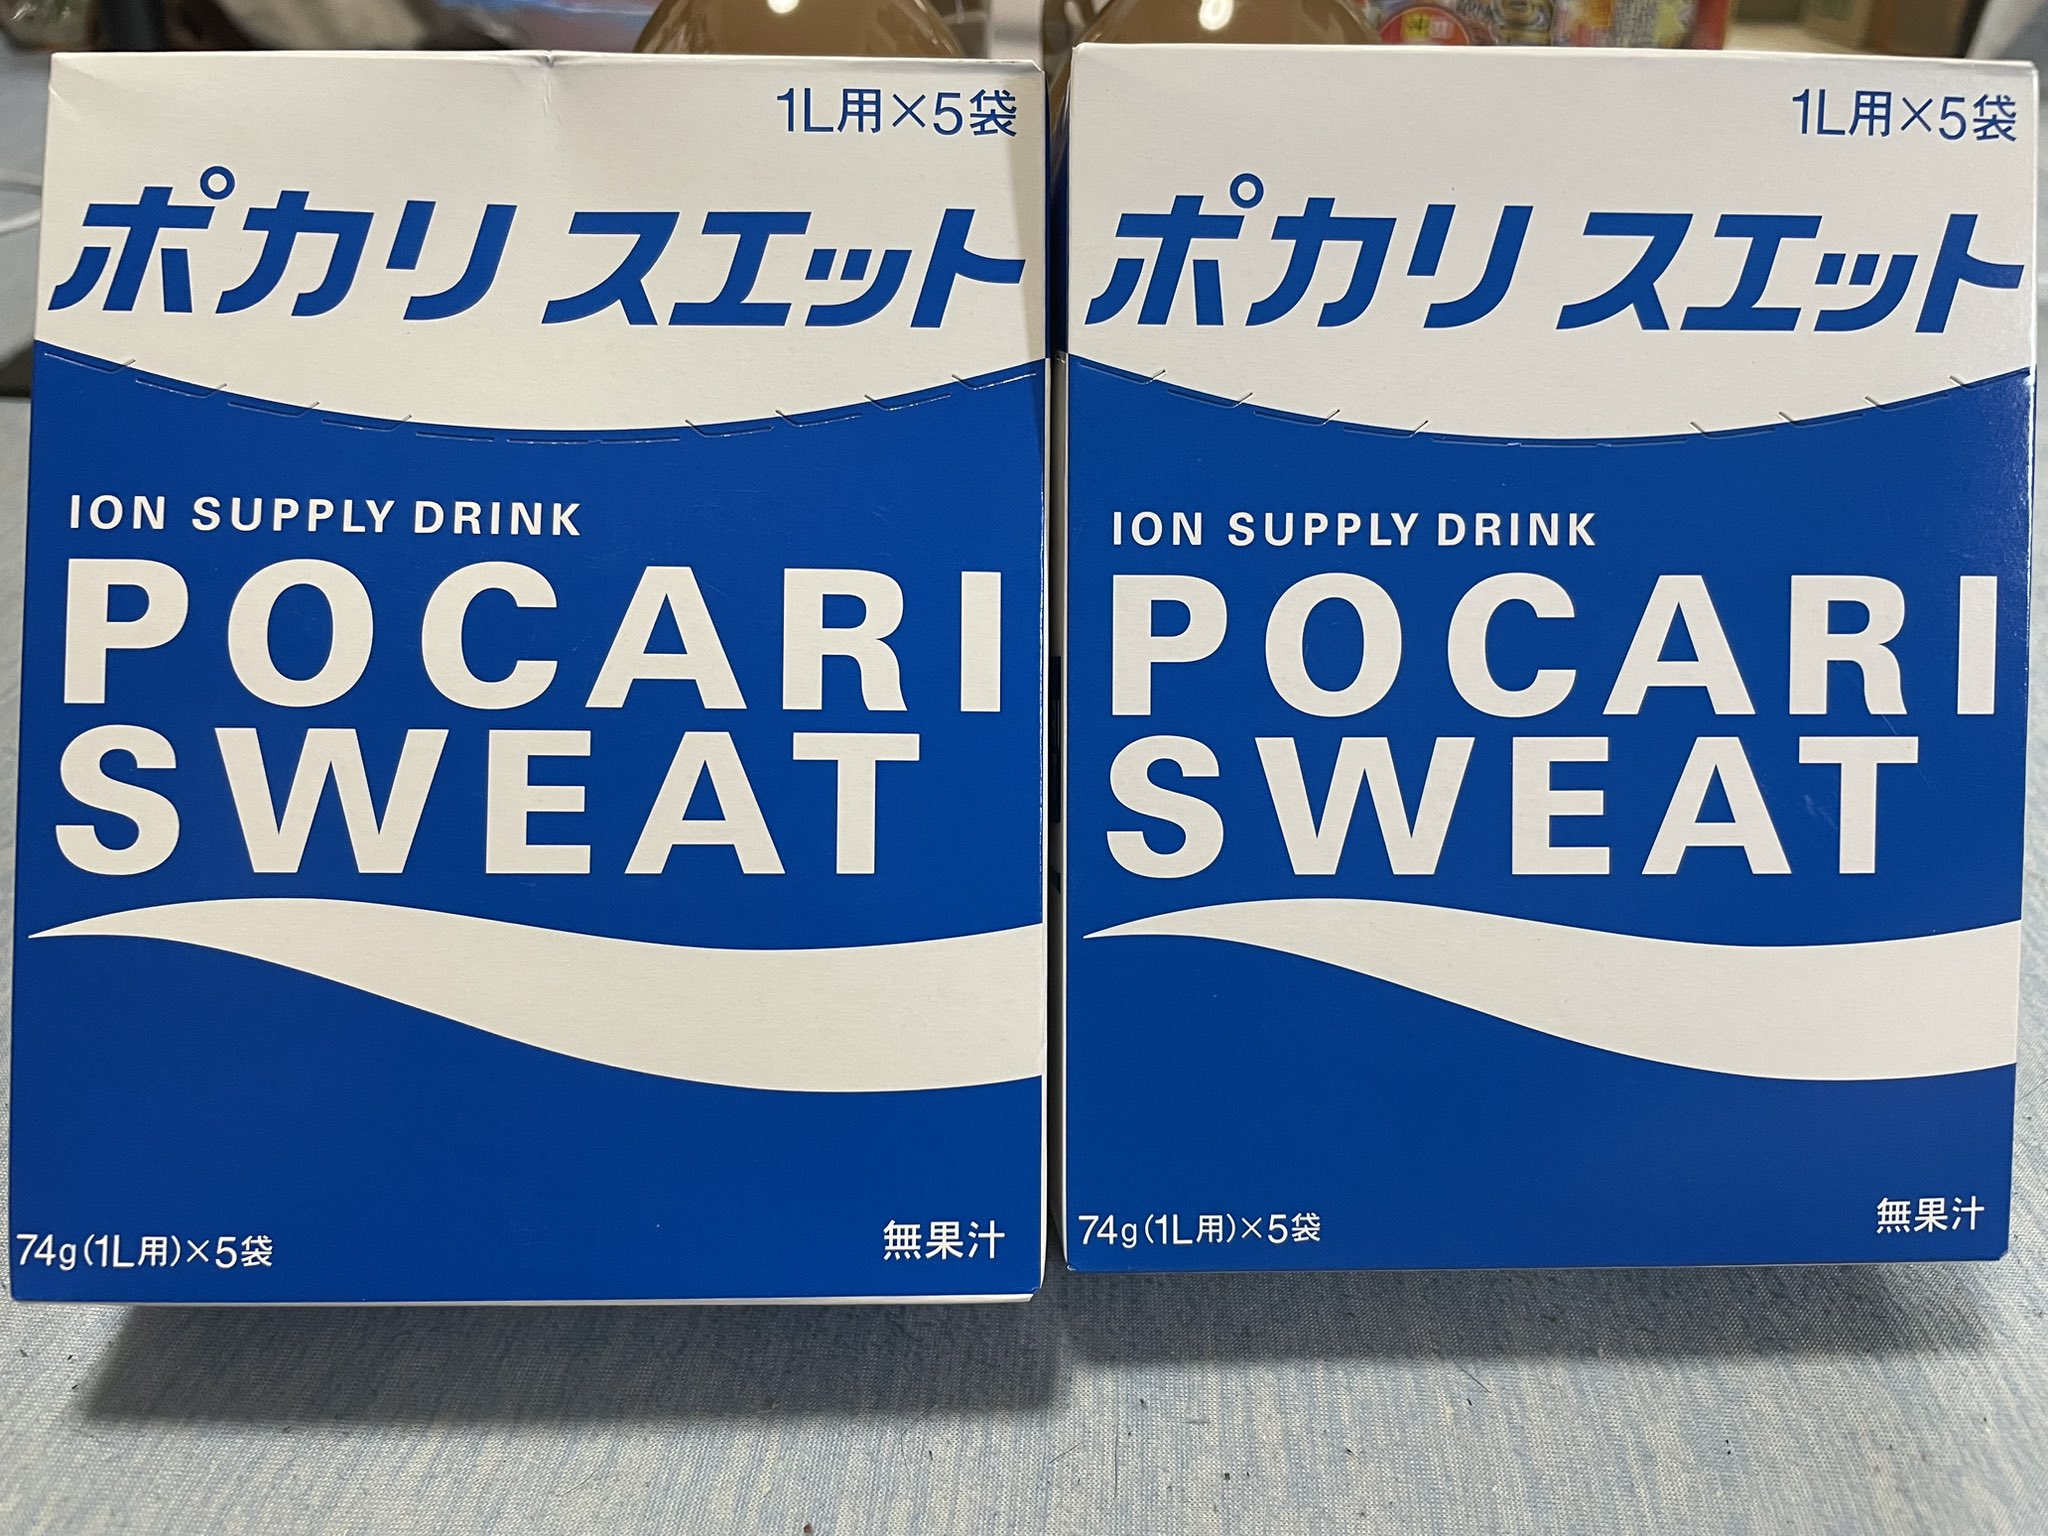 1L用×5袋
ポカリスエット
ION SUPPLY DRINK
POCARI
SWEAT
74g(1L用)×5袋
無果汁
1L用×5袋
ポカリスエット
ION SUPPLY DRINK
POCARI
SWEAT
74g(1L用)×5袋
無果汁